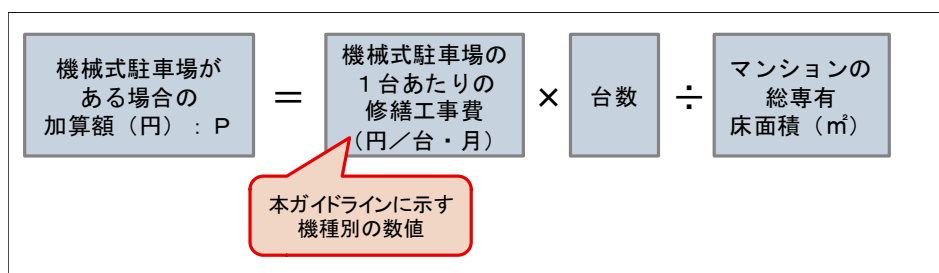 機械式駐車場が
ある場合の
加算額（円）：P
＝
機械式駐車場の
１台あたりの
修繕工事費
（円／台・月）
×
台数
÷
マンションの
総専有
床面積（㎡）
本ガイドラインに示す
機種別の数値